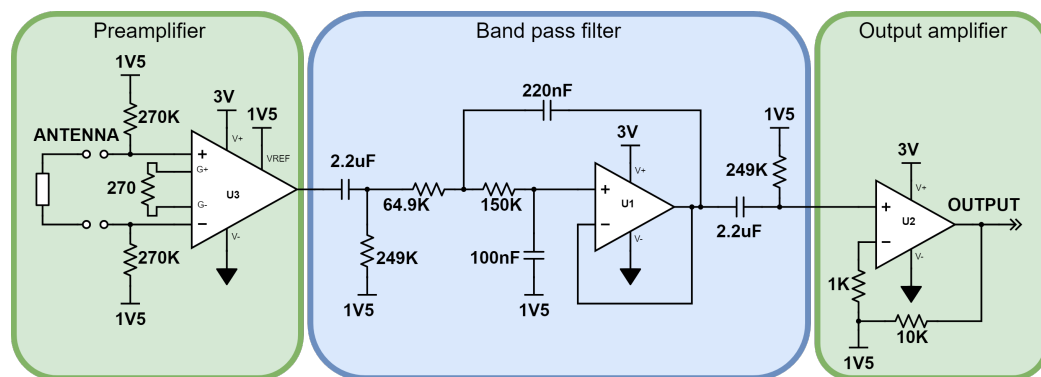 Preamplifier
1V5
270K
3V
1V5
ANTENNA
V+
VREF
+
G+
270
U3
G-
−
V-
270K
1V5
Band pass filter
220nF
2.2uF
64.9K
150K
249K
1V5
100nF
1V5
3V
V+
+
U1
−
V-
1V5
249K
2.2uF
Output amplifier
3V
V+
+
U2
OUTPUT
−
V-
1K
10K
1V5